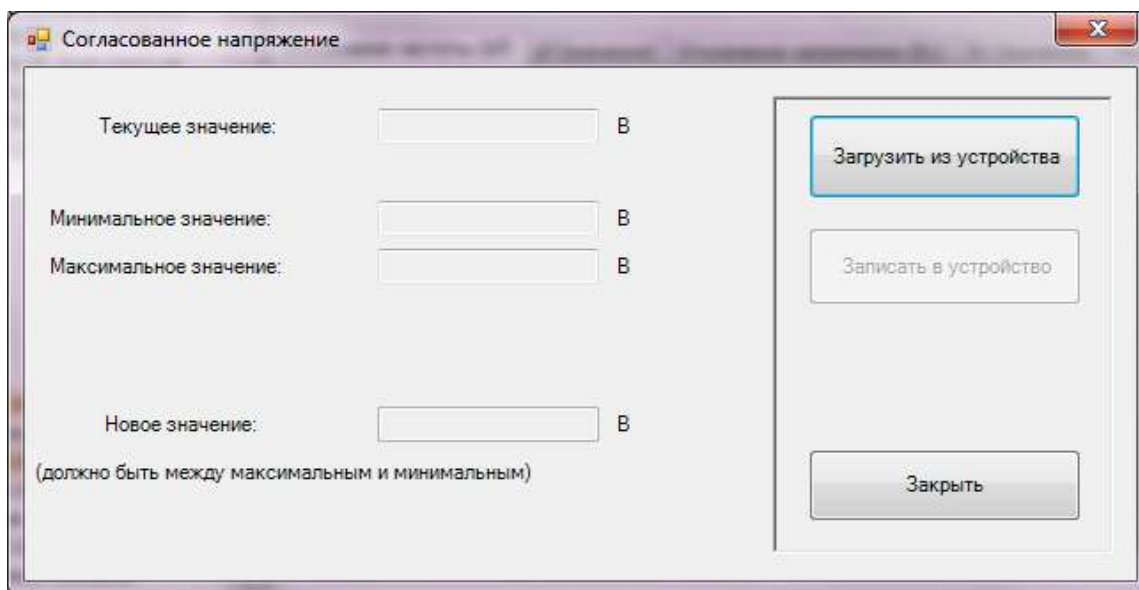 Согласованное напряжение
Текущее значение:
В
Загрузить из устройства
Минимальное значение:
В
Записать в устройство
Максимальное значение:
В
Новое значение:
В
(должно быть между максимальным и минимальным)
Закрыть